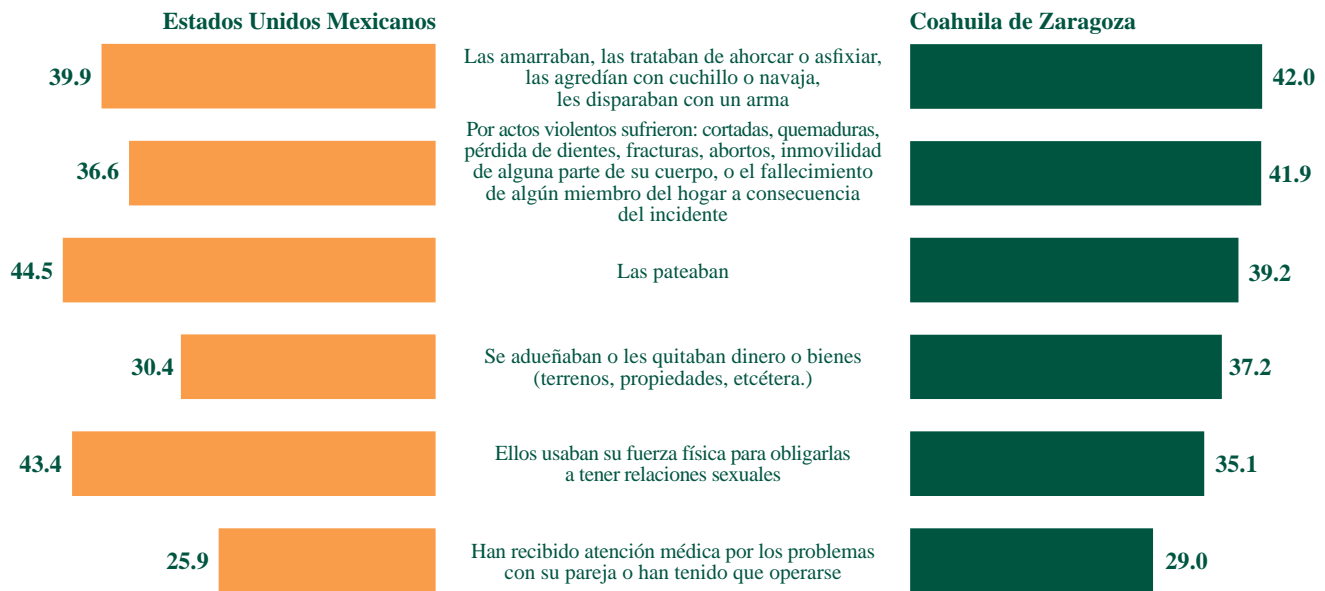 Estados Unidos Mexicanos
Coahuila de Zaragoza
39.9
Las amarraban, las trataban de ahorcar o asfixiar,
las agredían con cuchillo o navaja,
les disparaban con un arma
42.0
36.6
Por actos violentos sufrieron: cortadas, quemaduras,
pérdida de dientes, fracturas, abortos, inmovilidad
de alguna parte de su cuerpo, o el fallecimiento
de algún miembro del hogar a consecuencia
del incidente
41.9
44.5
Las pateaban
39.2
30.4
Se adueñaban o les quitaban dinero o bienes
(terrenos, propiedades, etcétera.)
37.2
43.4
Ellos usaban su fuerza física para obligarlas
a tener relaciones sexuales
35.1
25.9
Han recibido atención médica por los problemas
con su pareja o han tenido que operarse
29.0